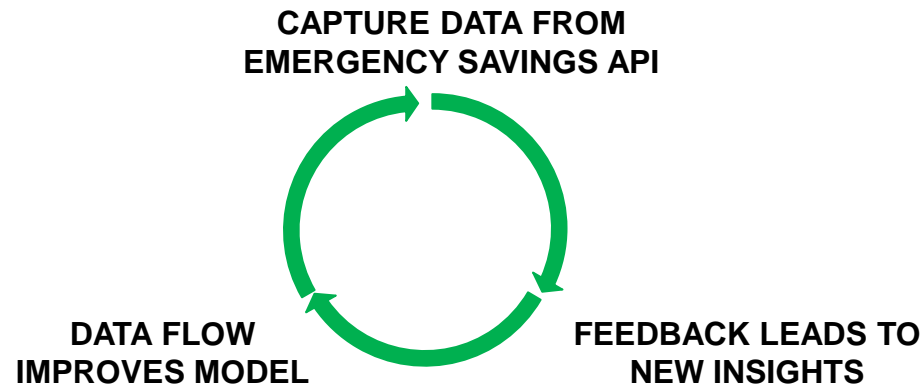 CAPTURE DATA FROM
EMERGENCY SAVINGS API
DATA FLOW
IMPROVES MODEL
FEEDBACK LEADS TO
NEW INSIGHTS